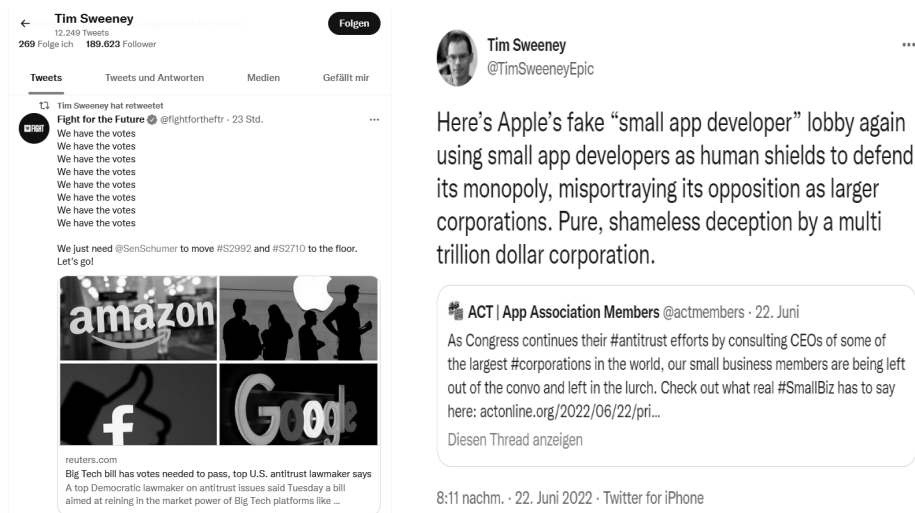 Tim Sweeney
12.249 Tweets
269 Folge ich 189.623 Follower
Folgen
Tweets Tweets und Antworten Medien Gefällt mir
Tim Sweeney hat retweetet
Fight for the Future @fightfortheftr · 23 Std.
FIGHT
We have the votes
We have the votes
We have the votes
We have the votes
We have the votes
We have the votes
We have the votes
We have the votes
We just need @SenSchumer to move #S2992 and #S2710 to the floor.
Let's go!
amazon
f
Google
reuters.com
Big Tech bill has votes needed to pass, top U.S. antitrust lawmaker says
A top Democratic lawmaker on antitrust issues said Tuesday a bill
aimed at reining in the market power of Big Tech platforms like ...
Tim Sweeney
@TimSweeneyEpic
Here's Apple's fake “small app developer” lobby again
using small app developers as human shields to defend
its monopoly, misportraying its opposition as larger
corporations. Pure, shameless deception by a multi
trillion dollar corporation.
ACT | App Association Members @actmembers · 22. Juni
As Congress continues their #antitrust efforts by consulting CEOs of some of
the largest #corporations in the world, our small business members are being left
out of the convo and left in the lurch. Check out what real #SmallBiz has to say
here: actonline.org/2022/06/22/pri...
Diesen Thread anzeigen
8:11 nachm. · 22. Juni 2022 · Twitter for iPhone